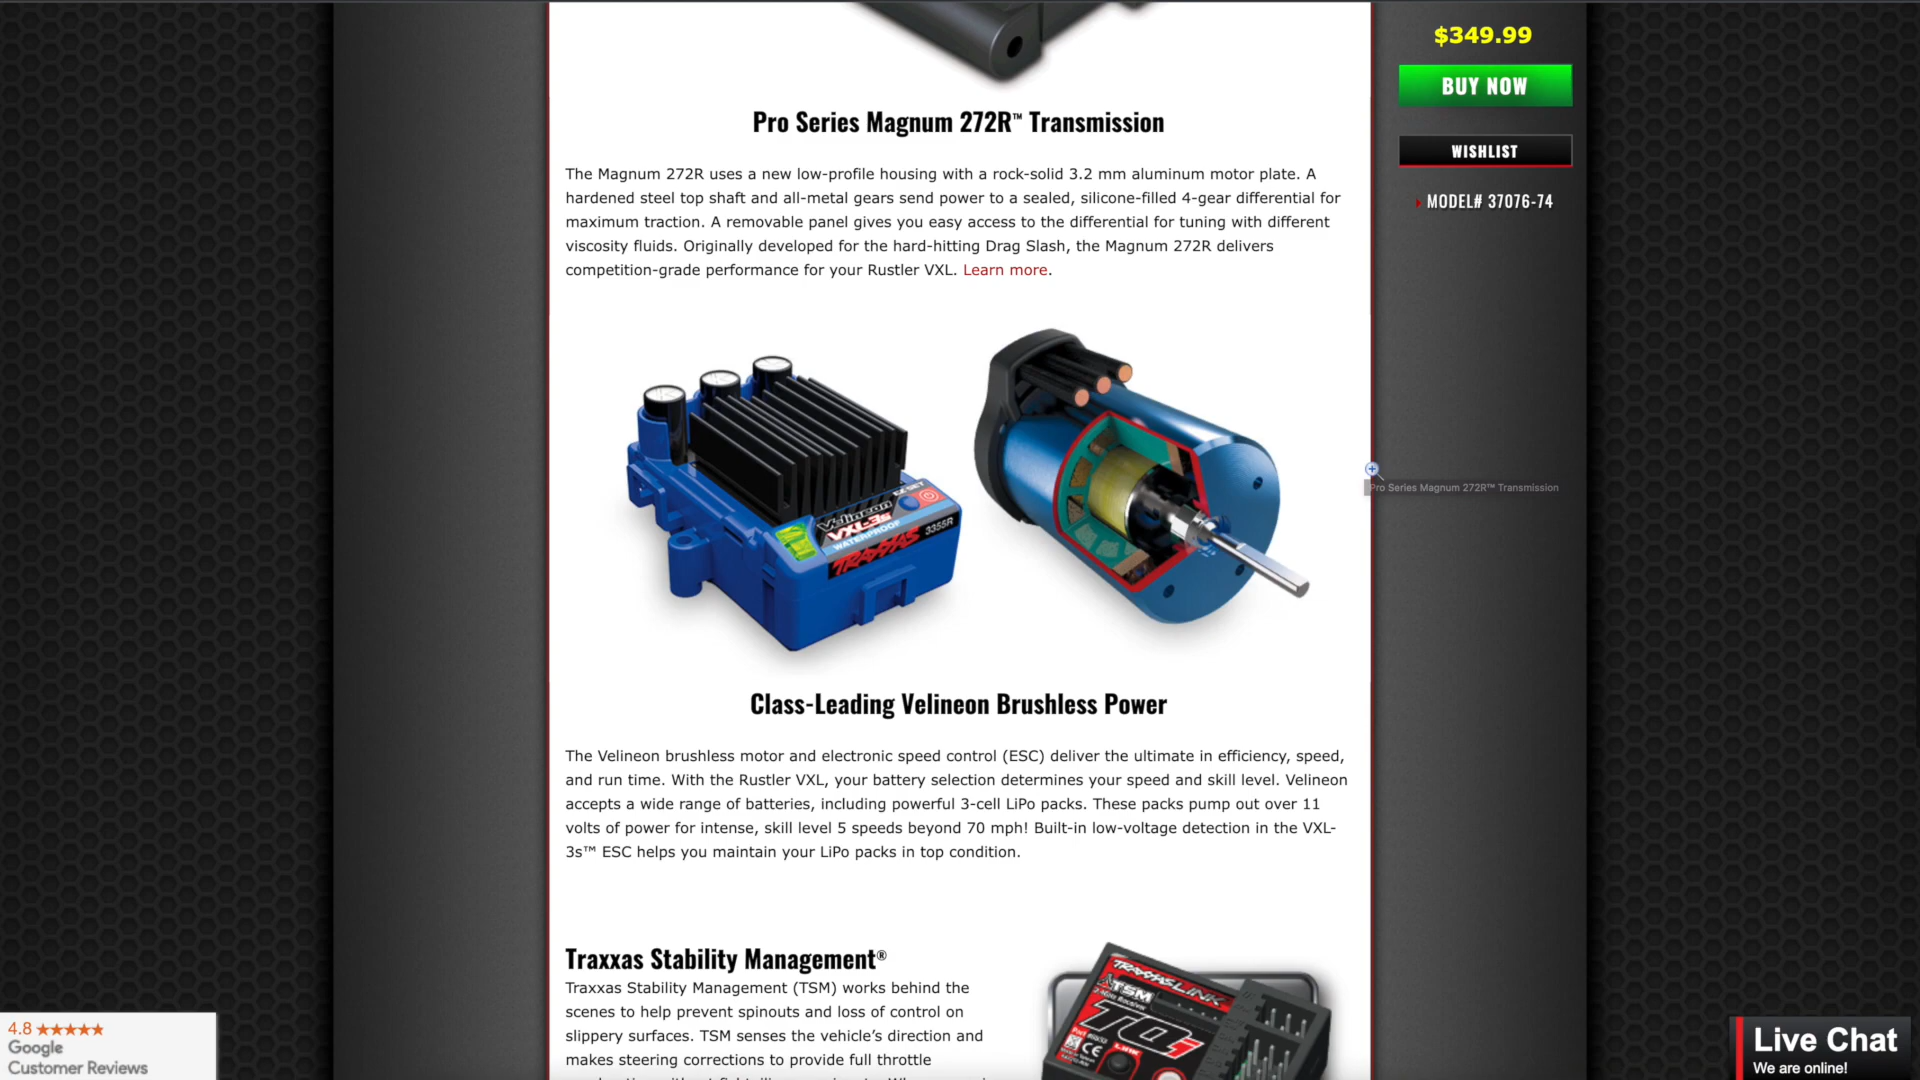 $349.99
BUY NOW
WISHLIST
MODEL# 37076-74
Pro Series Magnum 272R™ Transmission
The Magnum 272R uses a new low-profile housing with a rock-solid 3.2 mm aluminum motor plate. A
hardened steel top shaft and all-metal gears send power to a sealed, silicone-filled 4-gear differential for
maximum traction. A removable panel gives you easy access to the differential for tuning with different
viscosity fluids. Originally developed for the hard-hitting Drag Slash, the Magnum 272R delivers
competition-grade performance for your Rustler VXL. Learn more.
EZ-SET
Velineon
VXL-3s
WATERPROOF
3355R
TRAXXAS
Pro Series Magnum 272R™ Transmission
Class-Leading Velineon Brushless Power
The Velineon brushless motor and electronic speed control (ESC) deliver the ultimate in efficiency, speed,
and run time. With the Rustler VXL, your battery selection determines your speed and skill level. Velineon
accepts a wide range of batteries, including powerful 3-cell LiPo packs. These packs pump out over 11
volts of power for intense, skill level 5 speeds beyond 70 mph! Built-in low-voltage detection in the VXL-
3s™ ESC helps you maintain your LiPo packs in top condition.
Traxxas Stability Management®
Traxxas Stability Management (TSM) works behind the
scenes to help prevent spinouts and loss of control on
slippery surfaces. TSM senses the vehicle’s direction and
makes steering corrections to provide full throttle
TRAXXAS LINK
TSM
TQi
LINK
CE
4.8 ★★★★★
Google
Customer Reviews
Live Chat
We are online!